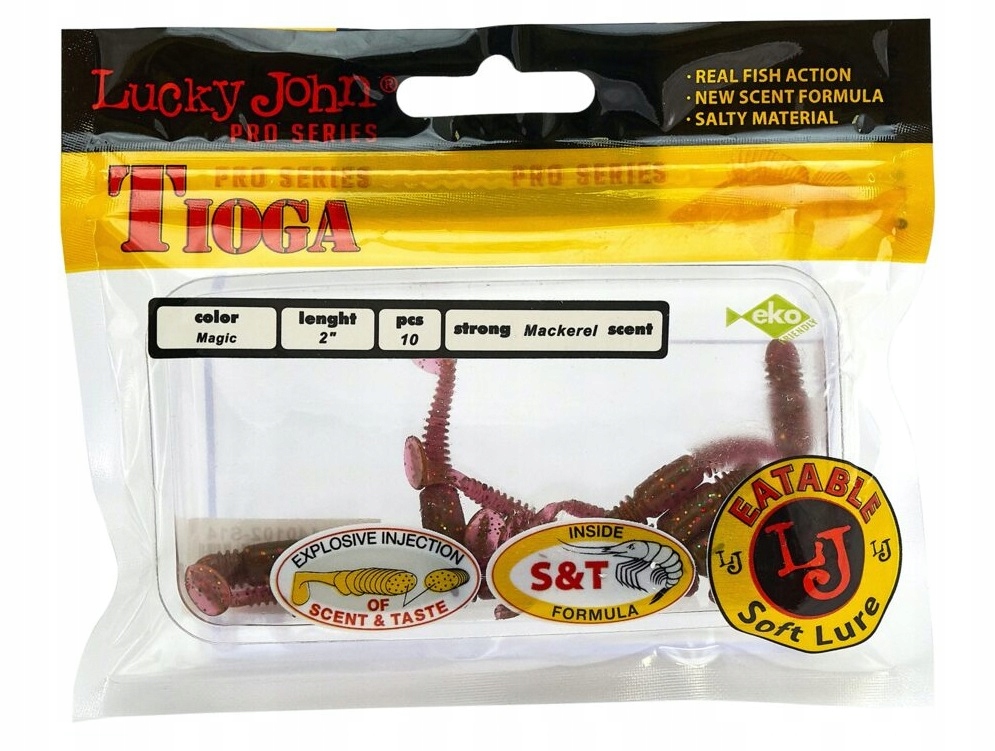 Lucky John®
PRO SERIES
· REAL FISH ACTION
· NEW SCENT FORMULA
· SALTY MATERIAL
PRO SERIES
PRO SERIES
TIOGA
color
Magic
lenght
2"
pcs
10
strong Mackerel scent
eko
FRIENDLY
EXPLOSIVE INJECTION
OF
SCENT & TASTE
INSIDE
S&T
FORMULA
EATABLE
LJ
LJ
LJ
Soft Lure